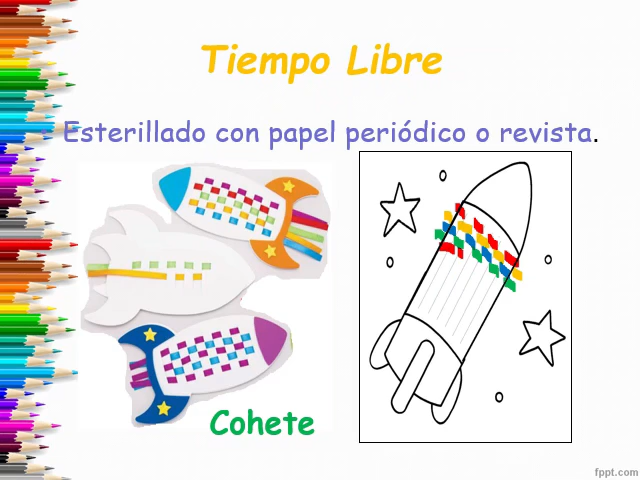 Tiempo Libre
• Esterillado con papel periódico o revista.
Cohete
fppt.com